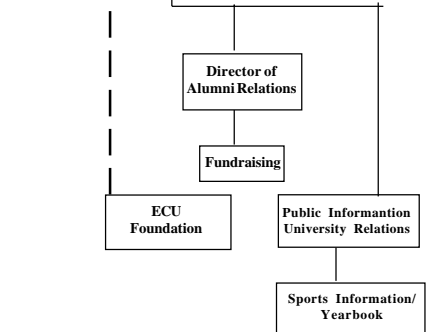 Director of
Alumni Relations
Fundraising
ECU
Foundation
Public Informantion
University Relations
Sports Information/
Yearbook